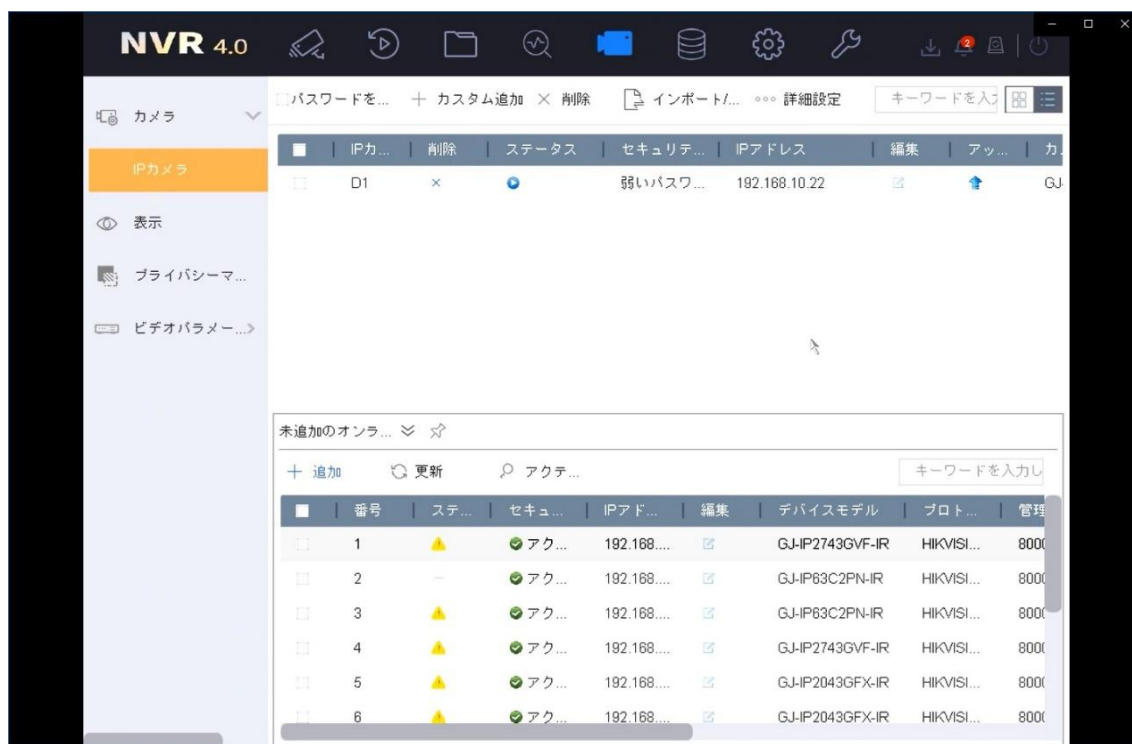 NVR 4.0
2
カメラ
IPカメラ
表示
プライバシーマ...
ビデオパラメー...
パスワードを... カスタム追加 削除 インポート/... 詳細設定 キーワードを入
IPカ... 削除 ステータス セキュリテ... IPアドレス 編集 アッ... カ
D1 弱いパスワ... 192.168.10.22 GJ-
未追加のオンラ...
追加 更新 アクテ... キーワードを入力し
番号 ステ... セキュ... IPアド... 編集 デバイスモデル プロト... 管理
1 アク... 192.168.... GJ-IP2743GVF-IR HIKVISI... 8000
2 アク... 192.168.... GJ-IP63C2PN-IR HIKVISI... 8000
3 アク... 192.168.... GJ-IP63C2PN-IR HIKVISI... 8000
4 アク... 192.168.... GJ-IP2743GVF-IR HIKVISI... 8000
5 アク... 192.168.... GJ-IP2043GFX-IR HIKVISI... 8000
6 アク... 192.168.... GJ-IP2043GFX-IR HIKVISI... 8000